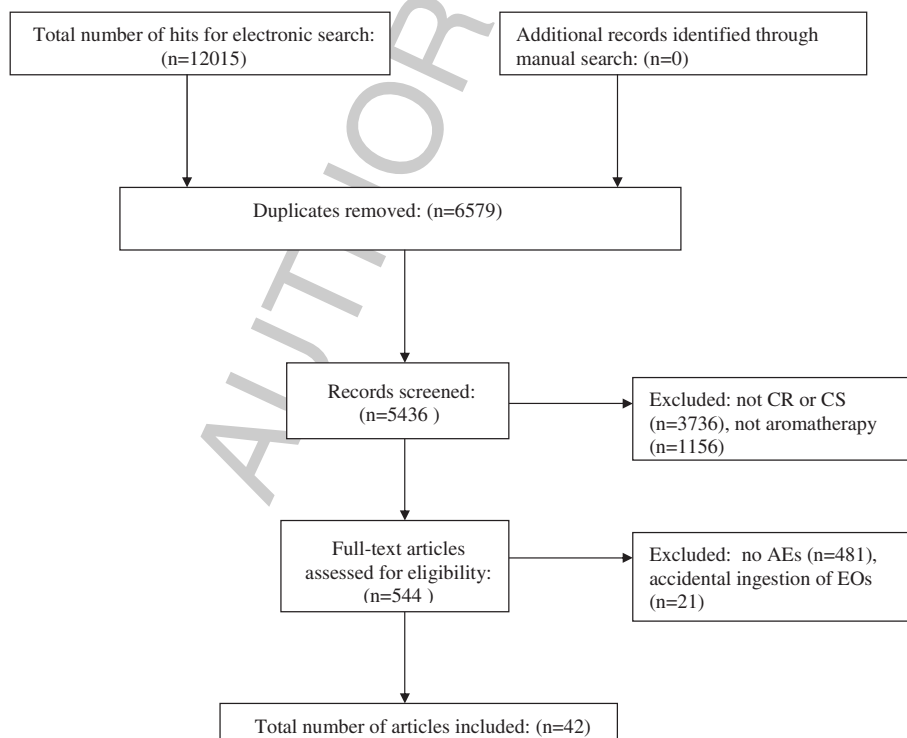 Total number of hits for electronic search:
(n=12015)
Additional records identified through
manual search: (n=0)
Duplicates removed: (n=6579)
Records screened:
(n=5436 )
Excluded: not CR or CS
(n=3736), not aromatherapy
(n=1156)
Full-text articles
assessed for eligibility:
(n=544 )
Excluded:  no AEs (n=481),
accidental ingestion of EOs
(n=21)
Total number of articles included: (n=42)
AUTHOR